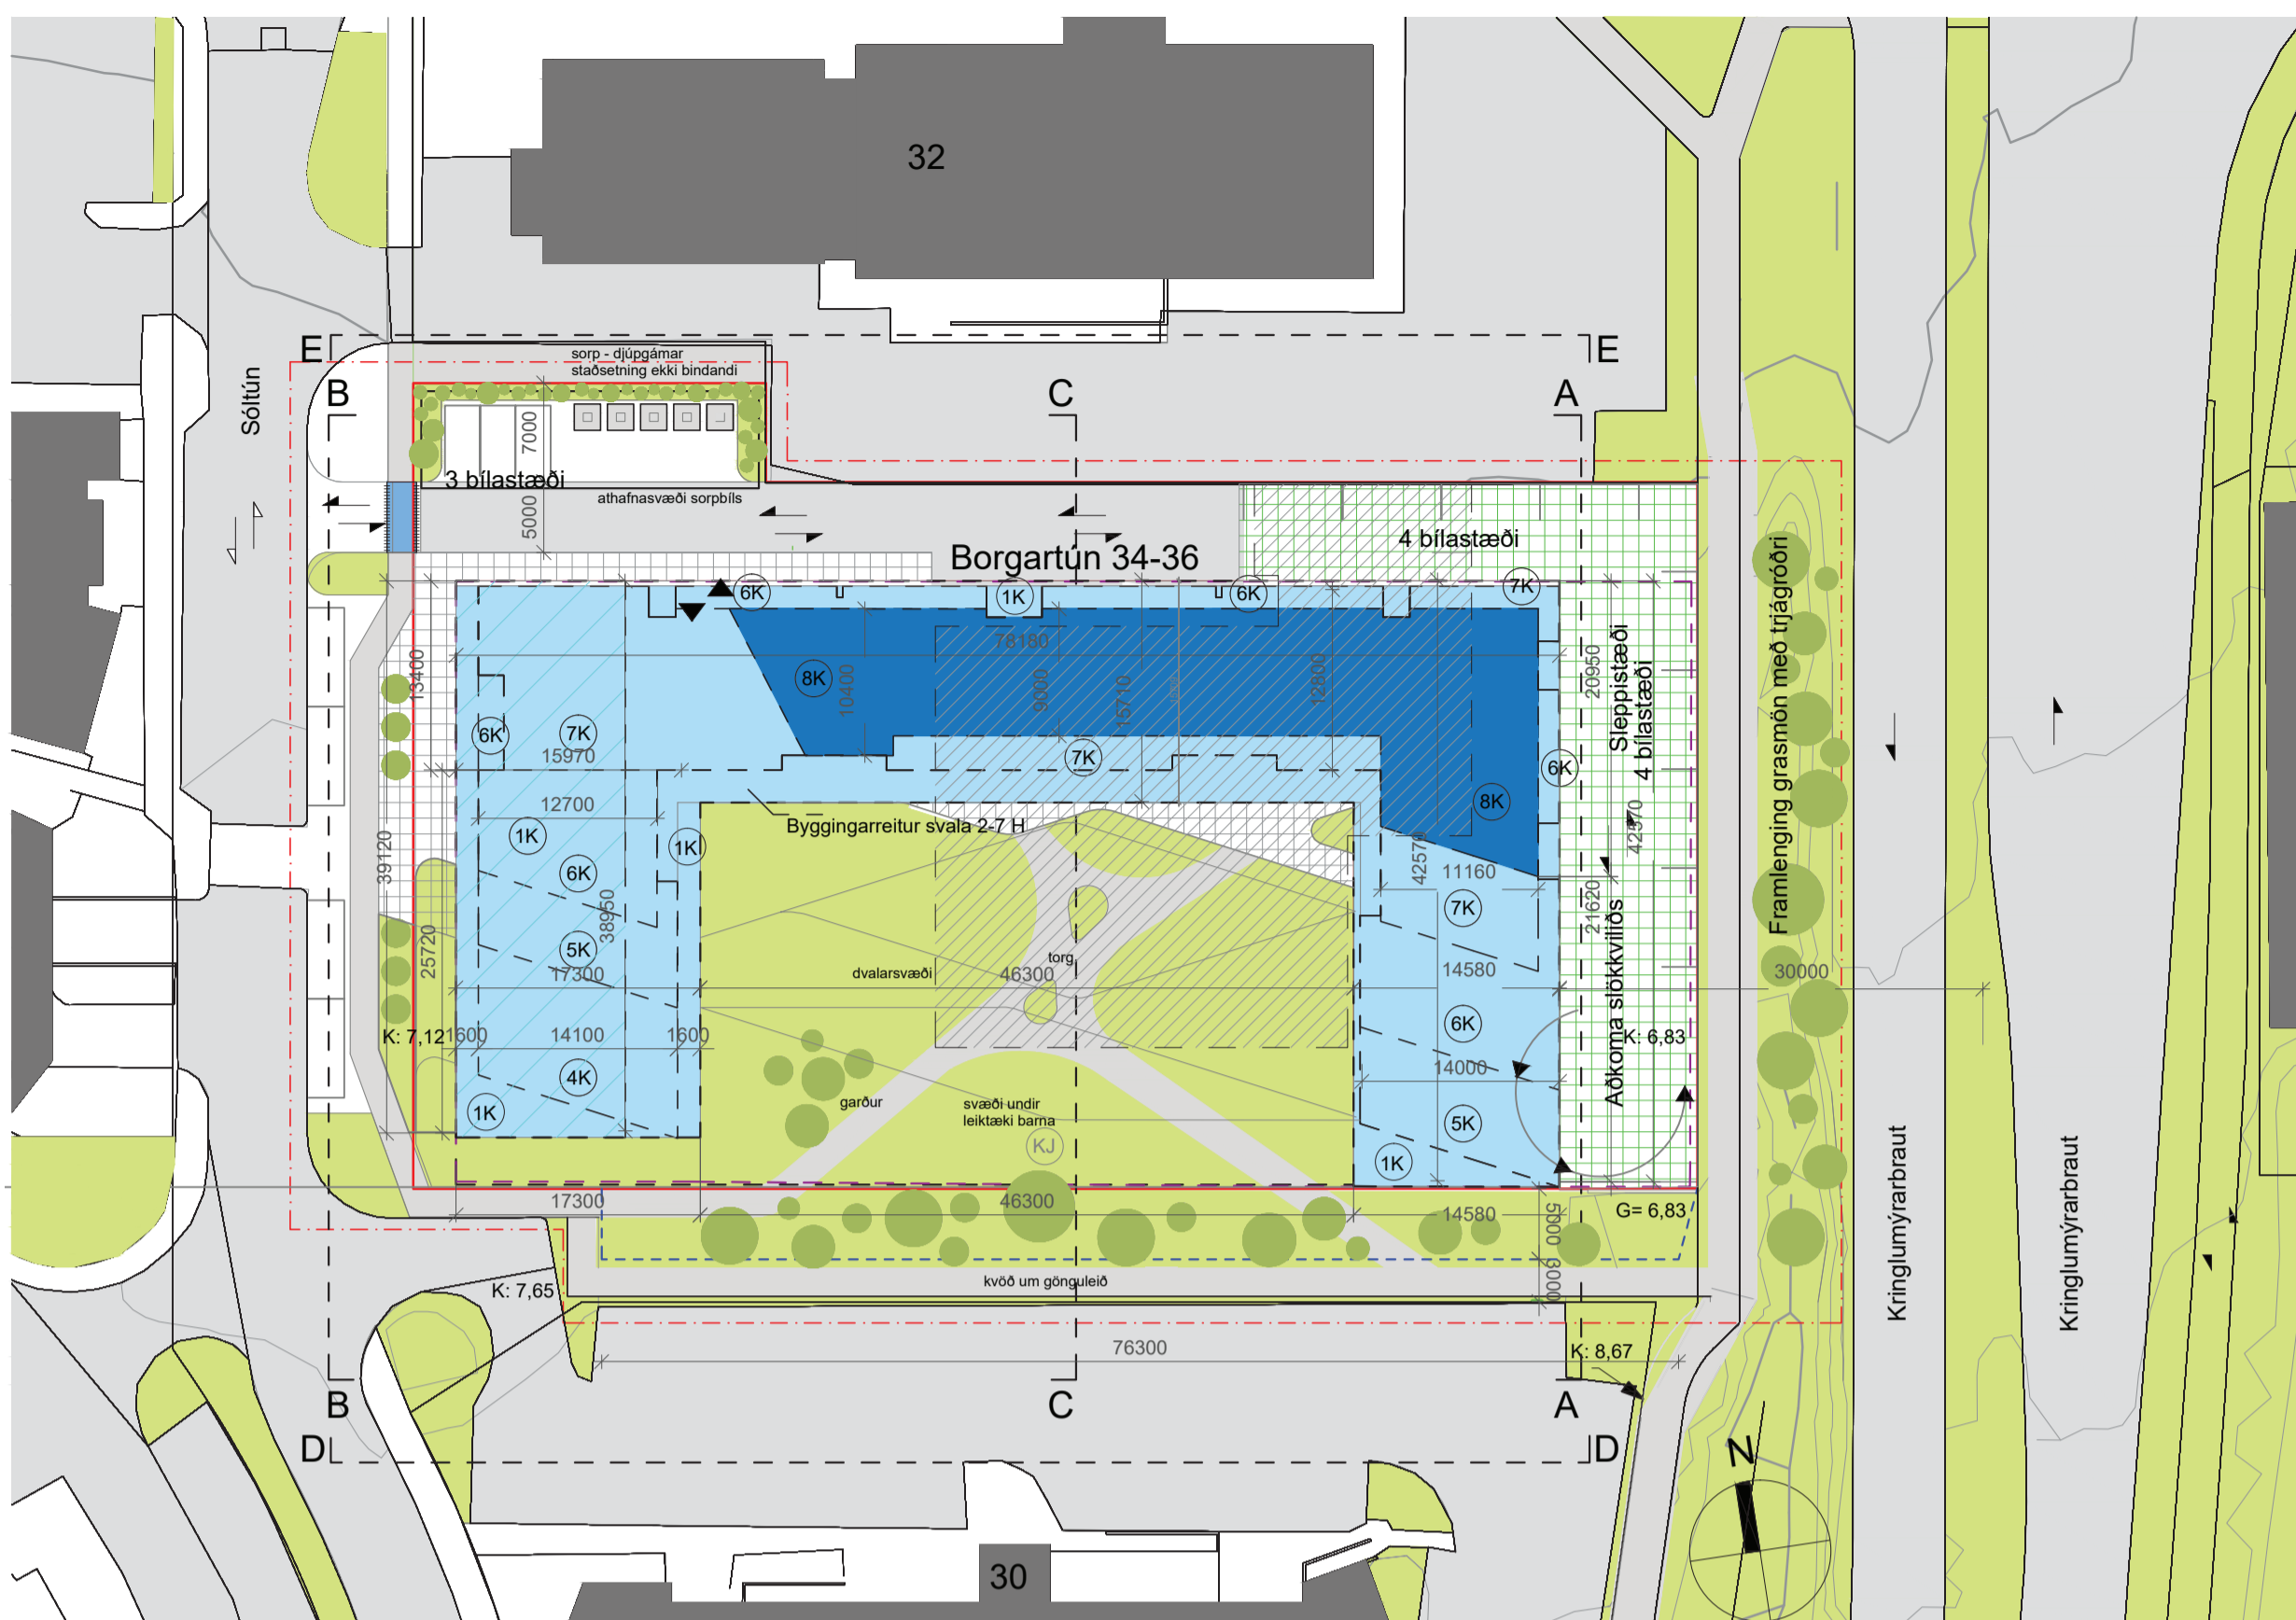 32
E
sorp - djúpgámar
staðsetning ekki bindandi
E
Sóltún
B
C
A
7000
3 bílastæði
athafnasvæði sorpbíls
5000
4 bílastæði
Borgartún 34-36
6K
1K
6K
7K
78180
13400
8K
10400
9000
15710
12800
20950
Sleppistæði
4 bílastæði
Framlenging grasmön með trjágróðri
6K
7K
15970
7K
6K
12700
8K
Byggingarreitur svala 2-7 H
1K
1K
39120
42570
42570
6K
11160
7K
38950
21620
5K
25720
17300
dvalarsvæði
torg
46300
14580
30000
Aðkoma slökkviliðs
K: 7,12
1600
14100
1600
6K
K: 6,83
14000
4K
garður
svæði undir
leiktæki barna
1K
KJ
5K
1K
Kringlumýrarbraut
Kringlumýrarbraut
17300
46300
14580
5000
G= 6,83
kvöð um gönguleið
K: 7,65
3000
76300
K: 8,67
B
C
A
D
D
N
30